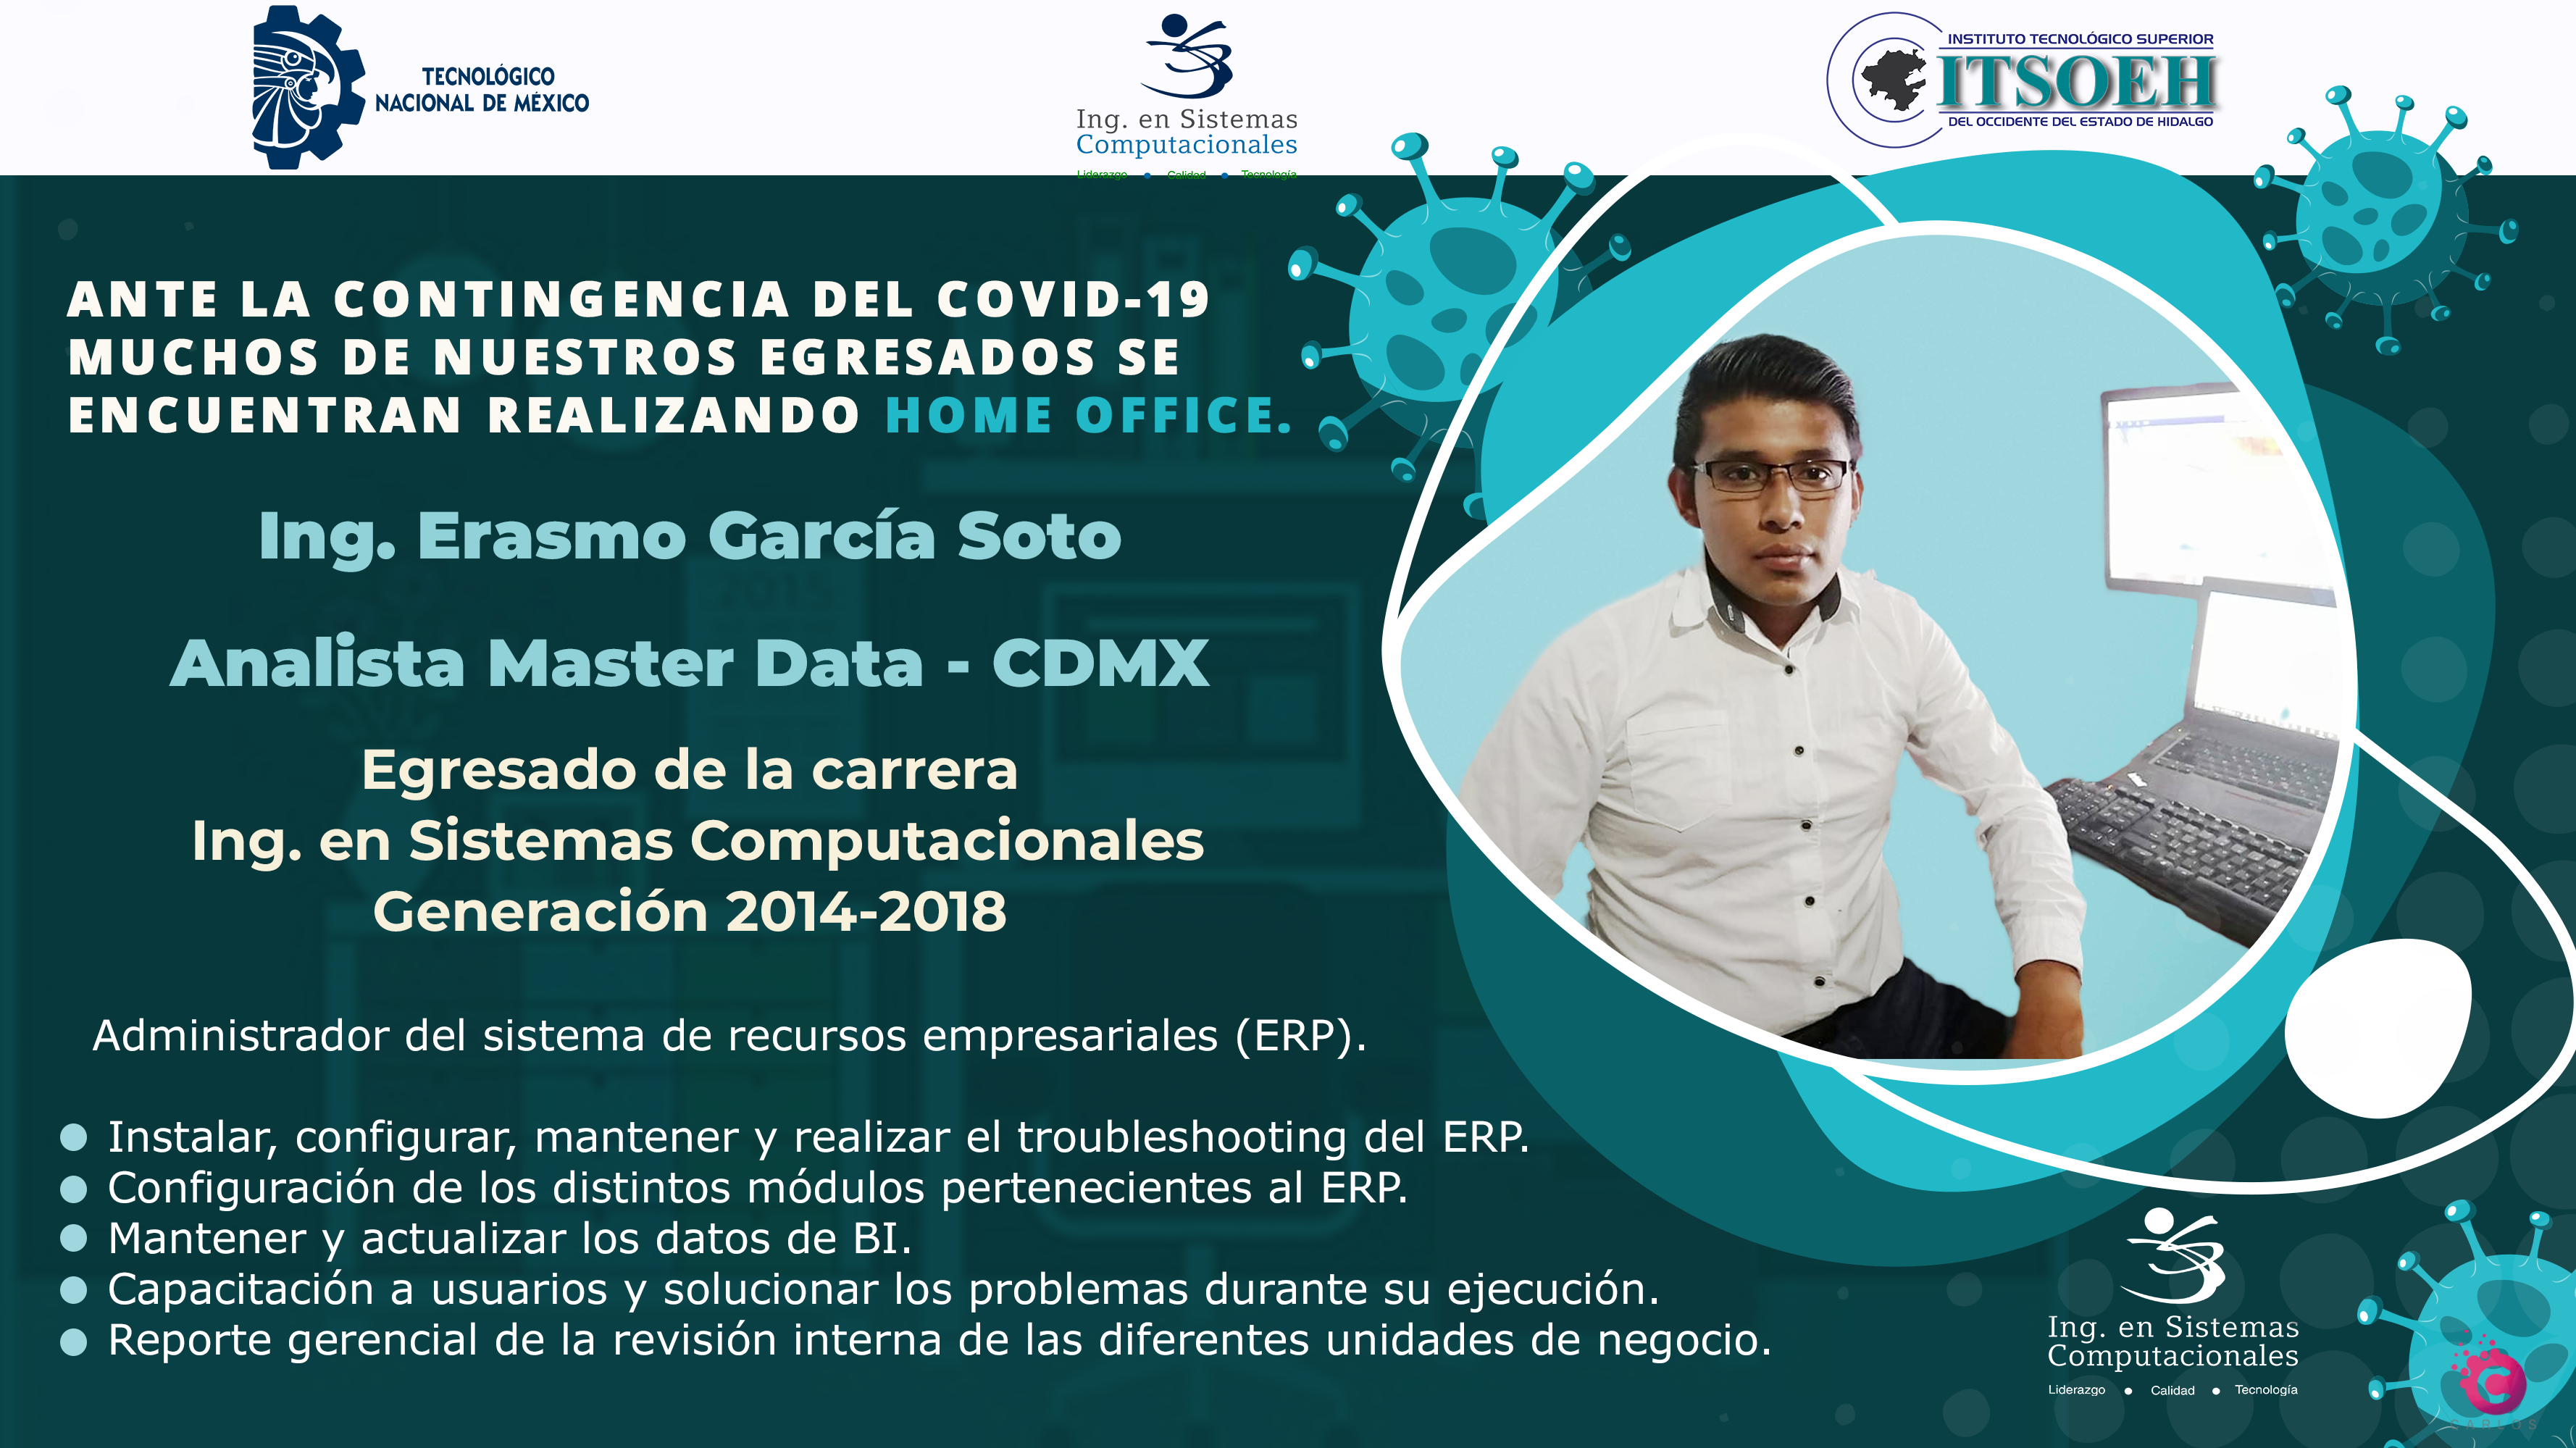 TECNOLÓGICO
NACIONAL DE MÉXICO
Ing. en Sistemas
Computacionales
Liderazgo • Calidad • Tecnología
INSTITUTO TECNOLÓGICO SUPERIOR
ITSOEH
DEL OCCIDENTE DEL ESTADO DE HIDALGO
ANTE LA CONTINGENCIA DEL COVID-19
MUCHOS DE NUESTROS EGRESADOS SE
ENCUENTRAN REALIZANDO HOME OFFICE.
Ing. Erasmo García Soto
Analista Master Data - CDMX
Egresado de la carrera
Ing. en Sistemas Computacionales
Generación 2014-2018
Administrador del sistema de recursos empresariales (ERP).
Instalar, configurar, mantener y realizar el troubleshooting del ERP.
Configuración de los distintos módulos pertenecientes al ERP.
Mantener y actualizar los datos de BI.
Capacitación a usuarios y solucionar los problemas durante su ejecución.
Reporte gerencial de la revisión interna de las diferentes unidades de negocio.
Ing. en Sistemas
Computacionales
Liderazgo • Calidad • Tecnología
CARLUS
2015